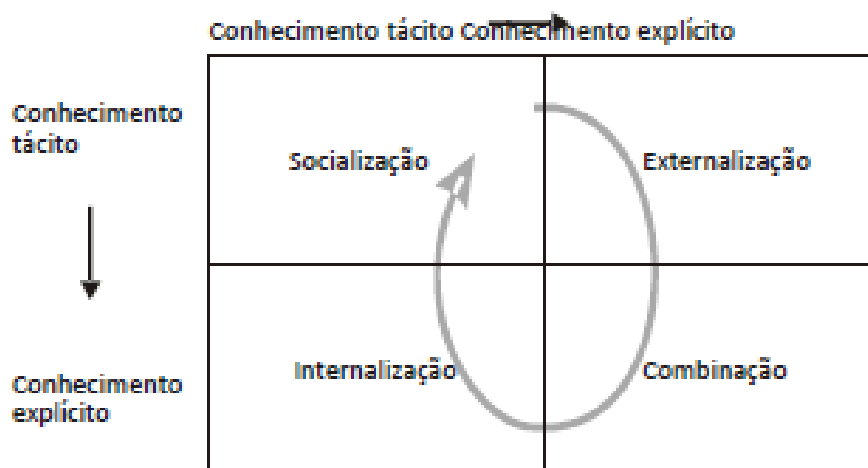 Conhecimento tácito Conhecimento explícito
Conhecimento
tácito
Socialização
Externalização
Internalização
Combinação
Conhecimento
explícito